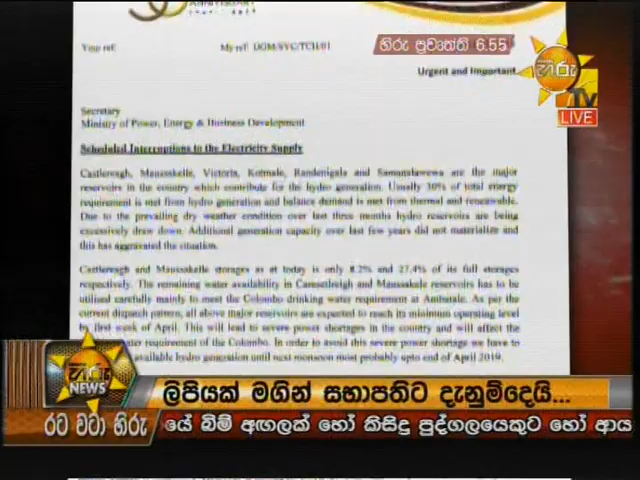 ANNIVERSARY
හිරු ප්‍රවෘත්ති 6.55
Your ref:
My ref: DGM/SYC/TCH/01
Urgent and Important
හිරු
TV
LIVE
Secretary
Ministry of Power, Energy & Business Development
Scheduled Interruptions to the Electricity Supply
Castlereagh, Maussakelle, Victoria, Kotmale, Randenigala and Samanalawewa are the major
reservoirs in the country which contribute for the hydro generation. Usually 30% of total energy
requirement is met from hydro generation and balance demand is met from thermal and renewable.
Due to the prevailing dry weather condition over last three months hydro reservoirs are being
excessively draw down. Additional generation capacity over last few years did not materialize and
this has aggravated the situation.
Castlereagh and Maussakelle storages as at today is only 8.2% and 27.4% of its full storages
respectively. The remaining water availability in and Maussakele reservoirs has to be
utilised carefully mainly to meet the Colombo drinking water requirement at Ambatale. As per the
current dispatch pattern, all above major reservoirs are expected to reach its minimum operating level
by first week of April. This will lead to severe power shortages in the country and will affect the
requirement of the Colombo. In order to avoid this severe power shortage we have to
available hydro generation until next monsoon most probably upto end of April 2019.
හිරු
NEWS
ලිපියක් මගින් සභාපතිට දැනුම්දෙයි...
රට වටා හිරු
යේ බිම් අඟලක් හෝ කිසිදු පුද්ගලයෙකුට හෝ ආය